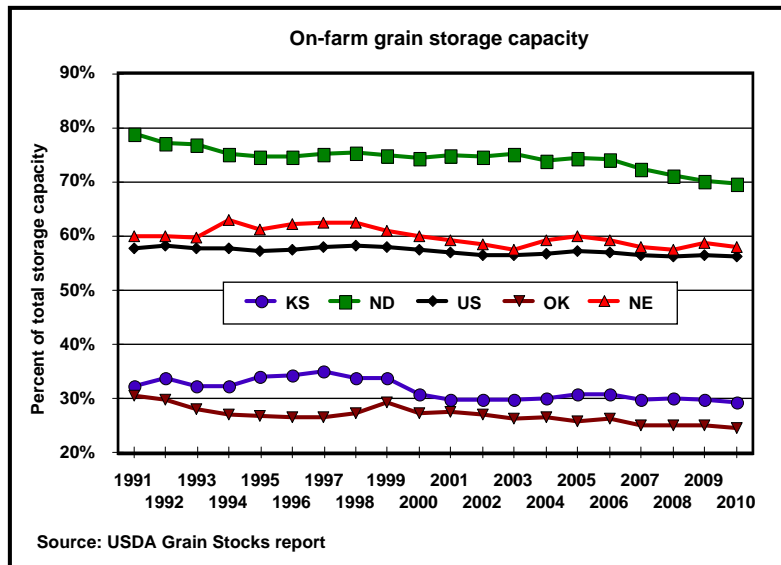 On-farm grain storage capacity
Percent of total storage capacity
90%
80%
70%
60%
50%
40%
30%
20%
KS ND US OK NE
1991 1993 1995 1997 1999 2001 2003 2005 2007 2009
1992 1994 1996 1998 2000 2002 2004 2006 2008 2010
Source: USDA Grain Stocks report